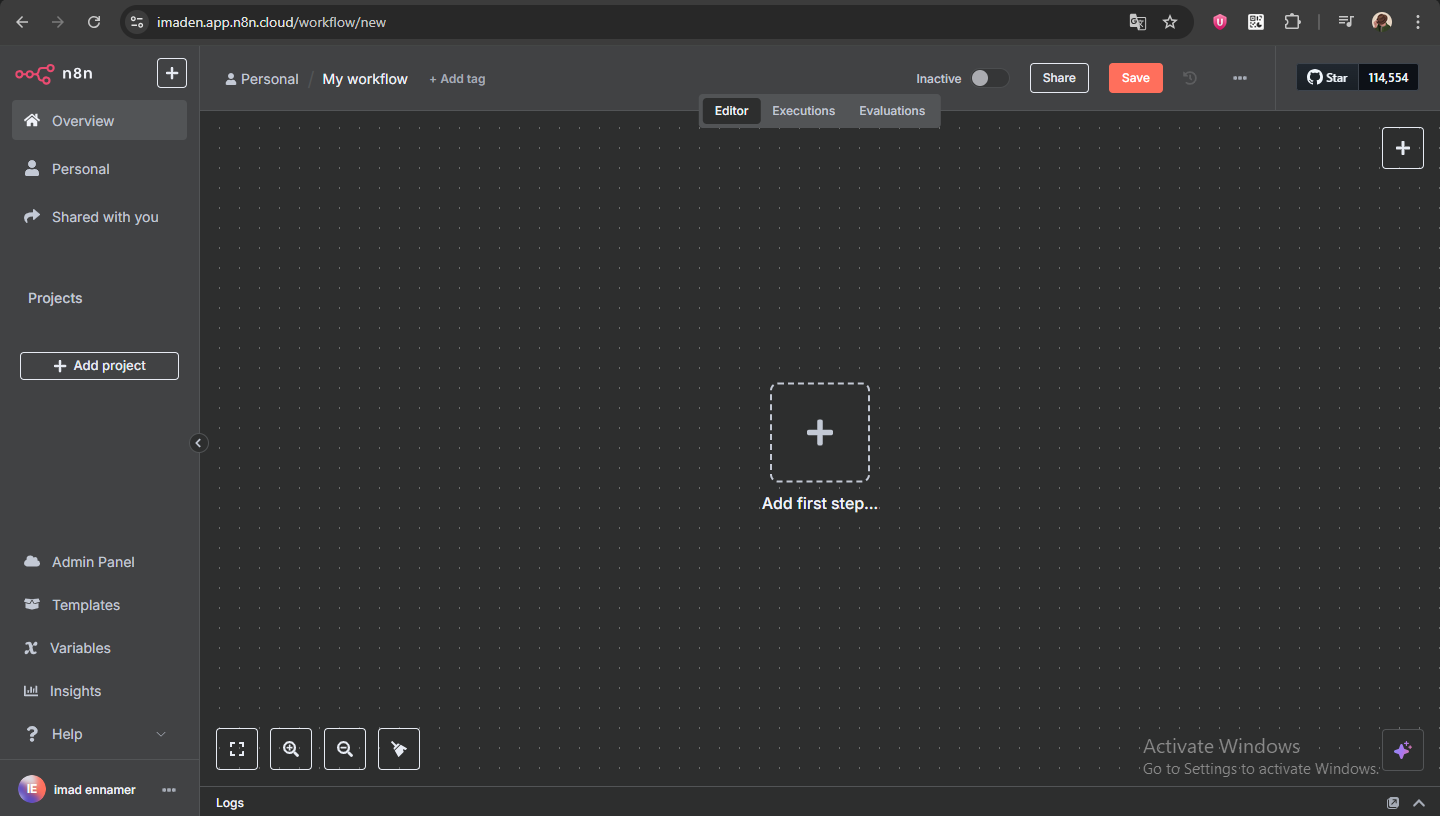 imaden.app.n8n.cloud/workflow/new
n8n
Personal / My workflow + Add tag
Inactive
Share
Save
Star 114,554
Editor Executions Evaluations
Overview
Personal
Shared with you
Projects
Add project
Add first step...
Admin Panel
Templates
Variables
Insights
Help
IE imad ennamer
Activate Windows
Go to Settings to activate Windows.
Logs